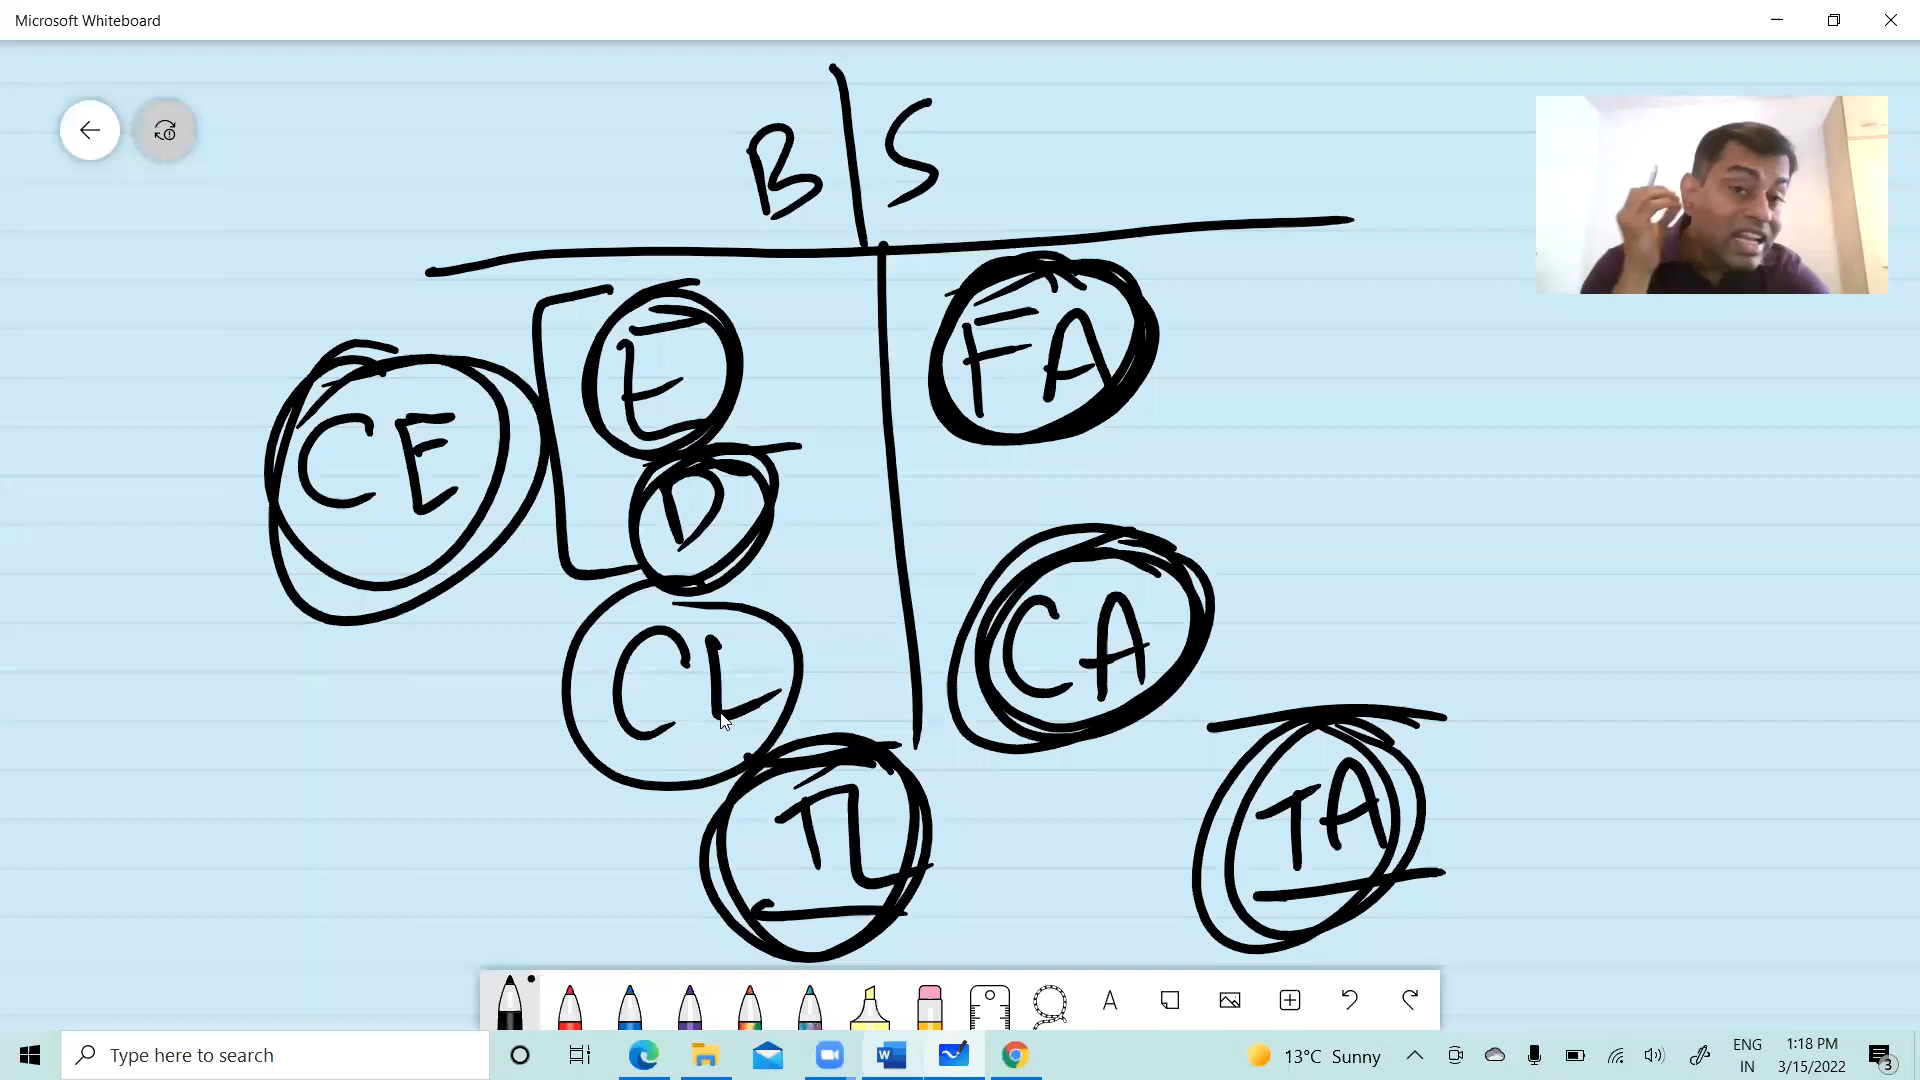 Microsoft Whiteboard
B S
E FA
CE
D
CL CA
TL TA
A
Type here to search
13°C Sunny
ENG
IN
1:18 PM
3/15/2022
3